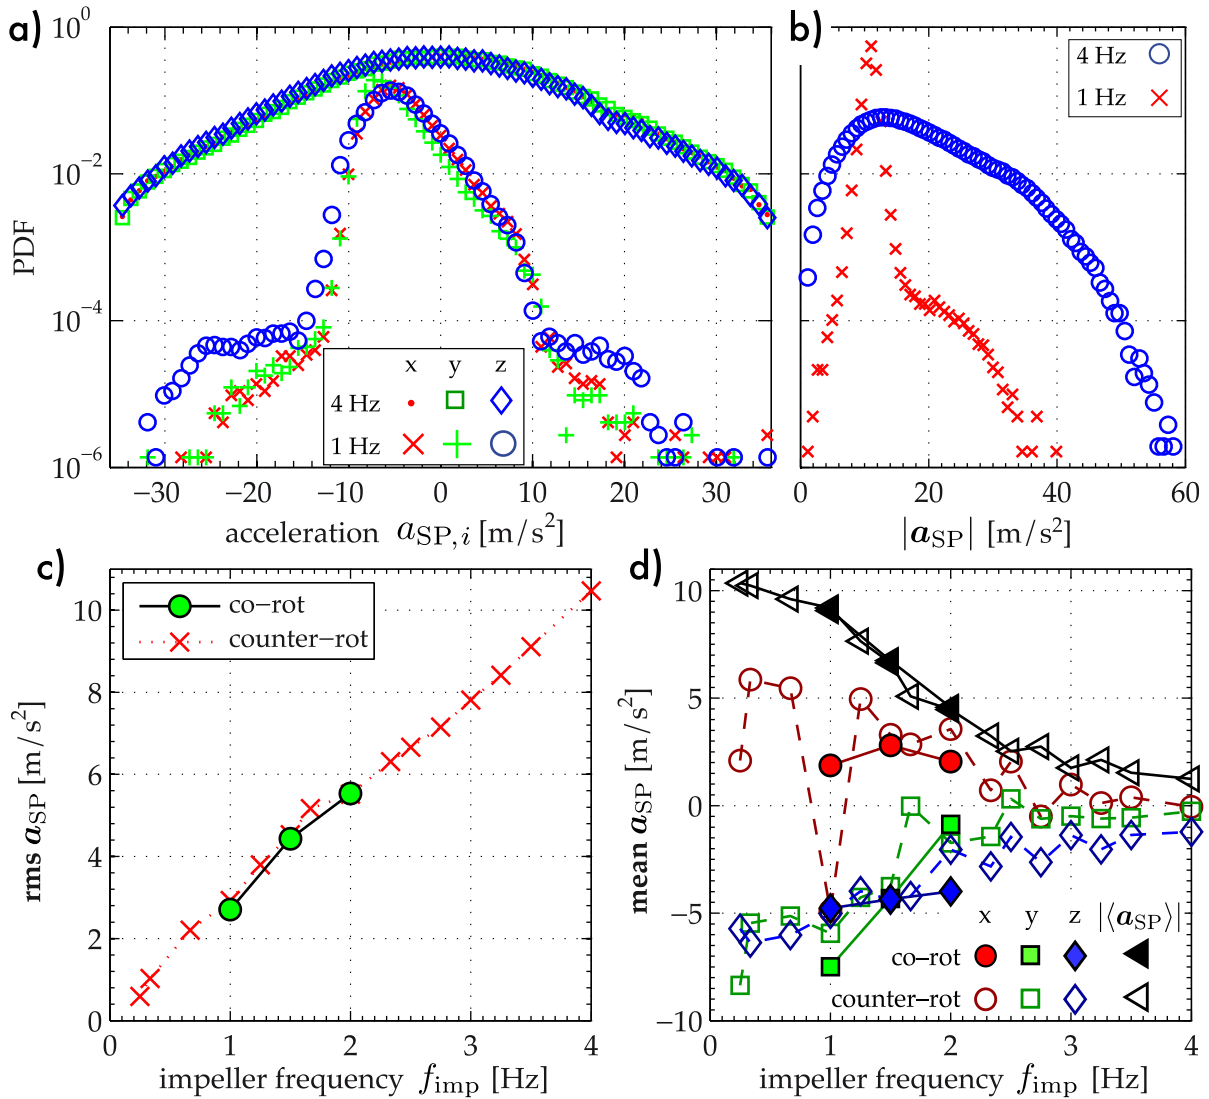 a)
10⁰
10⁻²
10⁻⁴
10⁻⁶
PDF
x y z
4 Hz
1 Hz
−30 −20 −10 0 10 20 30
acceleration a_SP,i [m/s²]
b)
4 Hz
1 Hz
0 20 40 60
|a_SP| [m/s²]
c)
co−rot
counter−rot
10
8
6
4
2
0
rms a_SP [m/s²]
0 1 2 3 4
impeller frequency f_imp [Hz]
d)
10
5
0
−5
−10
mean a_SP [m/s²]
x y z |⟨a_SP⟩|
co−rot
counter−rot
0 1 2 3 4
impeller frequency f_imp [Hz]